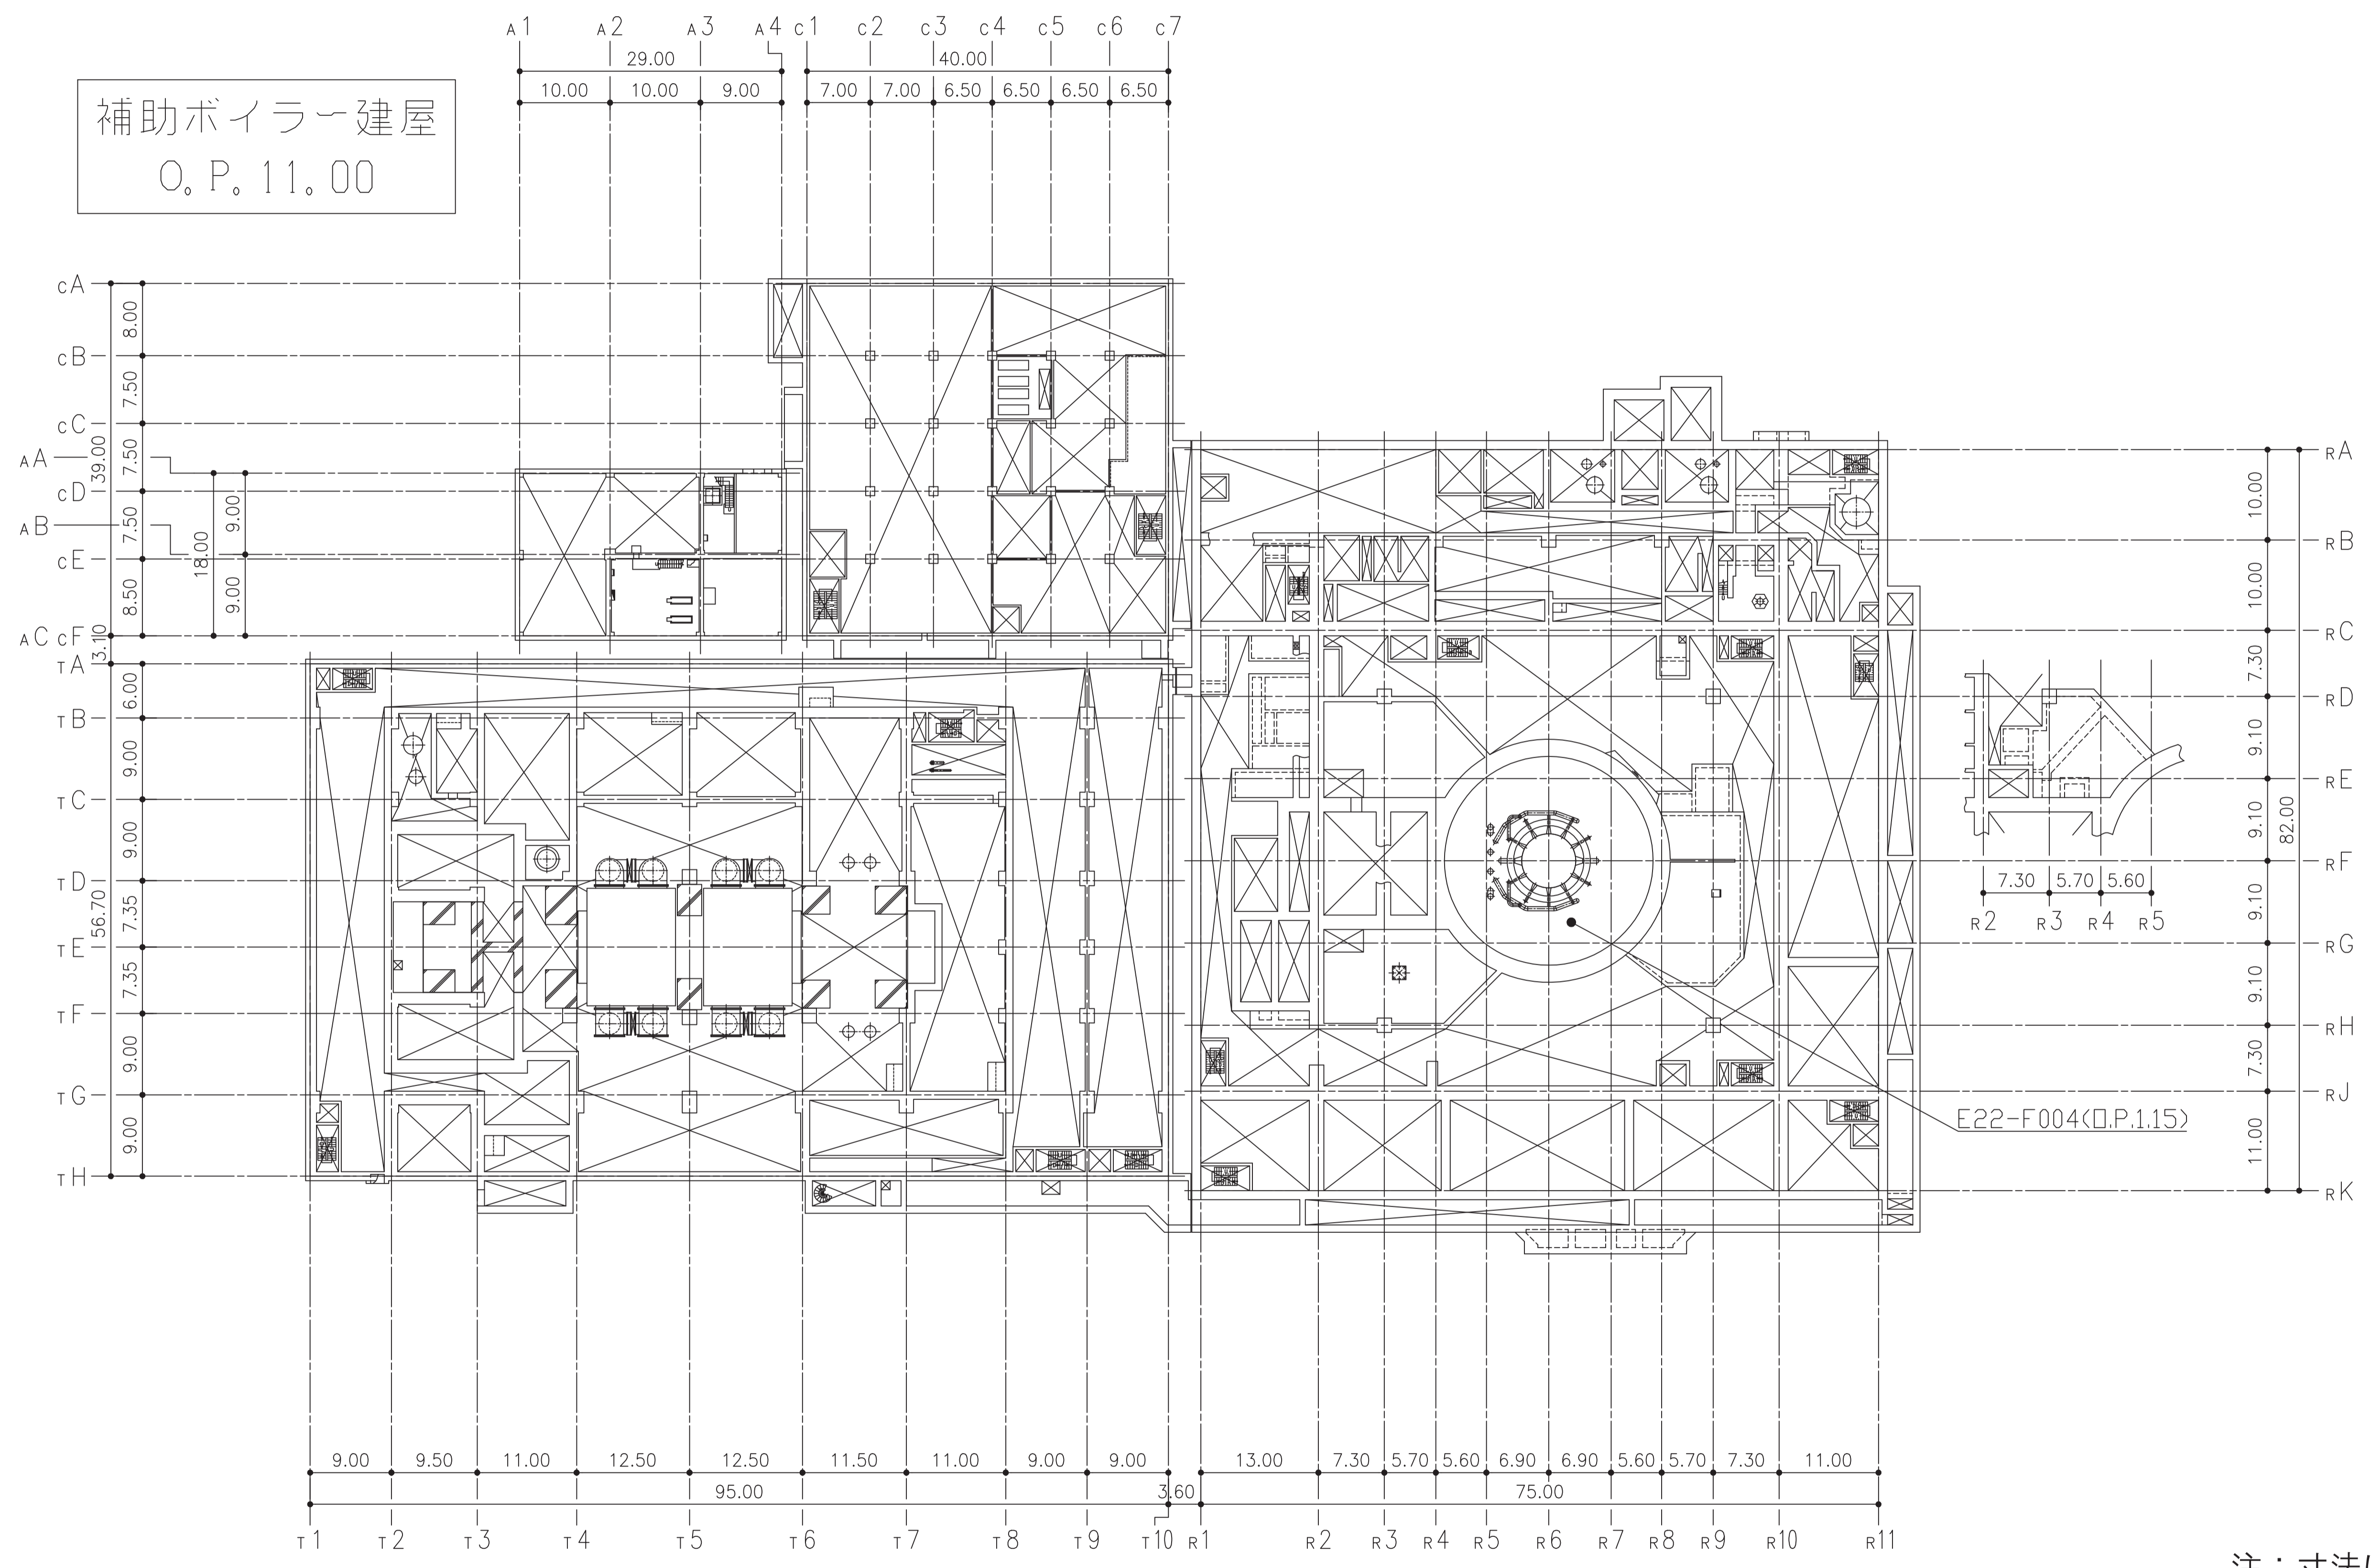 A1 A2 A3 A4 C1 C2 C3 C4 C5 C6 C7
29.00 40.00
10.00 10.00 9.00 7.00 7.00 6.50 6.50 6.50 6.50
補助ボイラー建屋
O.P.11.00
CA
8.00
CB
7.50
CC
39.00
7.50
AA
CD
9.00
7.50
AB
18.00
CE
9.00
8.50
AC CF
3.10
TA
6.00
TB
9.00
TC
9.00
TD
56.70
7.35
TE
7.35
TF
9.00
TG
9.00
TH
RA
10.00
RB
10.00
RC
7.30
RD
9.10
RE
9.10
82.00
RF
9.10
RG
9.10
RH
7.30
RJ
11.00
RK
7.30 5.70 5.60
R2 R3 R4 R5
E22-F004(O.P.1.15)
9.00 9.50 11.00 12.50 12.50 11.50 11.00 9.00 9.00 13.00 7.30 5.70 5.60 6.90 6.90 5.60 5.70 7.30 11.00
95.00 3.60 75.00
T1 T2 T3 T4 T5 T6 T7 T8 T9 T10 R1 R2 R3 R4 R5 R6 R7 R8 R9 R10 R11
注：寸法